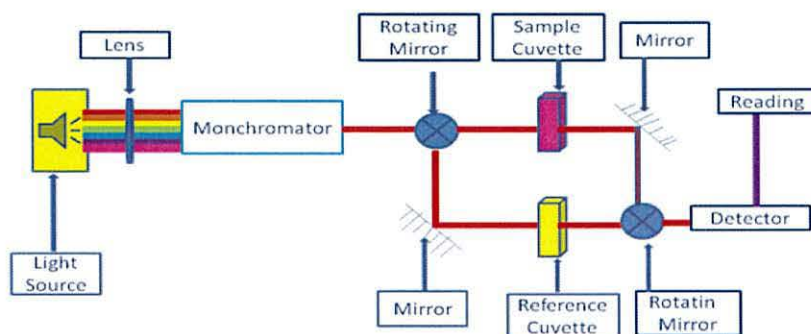 Lens
Rotating
Mirror
Sample
Cuvette
Mirror
Reading
Monchromator
Detector
Light
Source
Mirror
Reference
Cuvette
Rotatin
Mirror